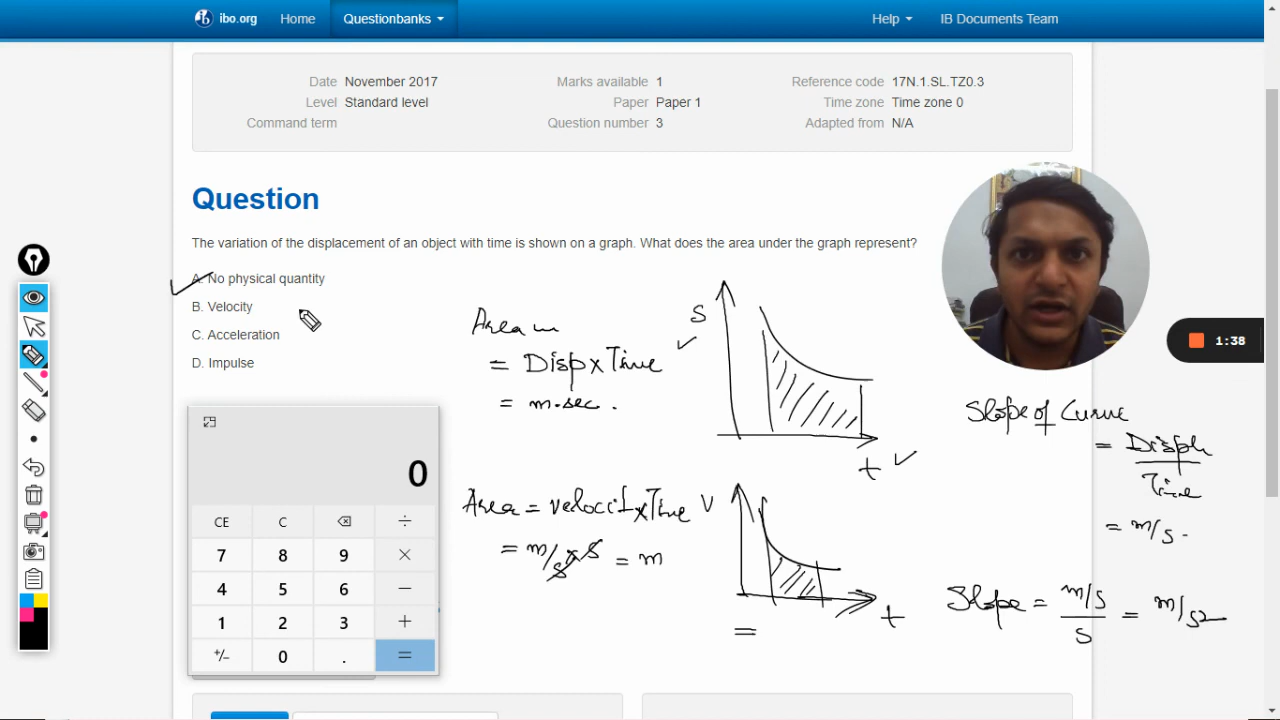 ibo.org Home Questionbanks Help IB Documents Team
Date November 2017 Marks available 1 Reference code 17N.1.SL.TZ0.3
Level Standard level Paper Paper 1 Time zone Time zone 0
Command term Question number 3 Adapted from N/A
Question
The variation of the displacement of an object with time is shown on a graph. What does the area under the graph represent?
A. No physical quantity
B. Velocity
C. Acceleration
D. Impulse
1:38
Area
= Disp x Time
= m·sec.
s
t
Slope of Curve
= Displ
Time
= m/s
Area = velocit x Time
= m/s x s = m
V
t
=
Slope = m/s
s
= m/s2
0
CE C ÷
7 8 9 ×
4 5 6 −
1 2 3 +
+/- 0 . =